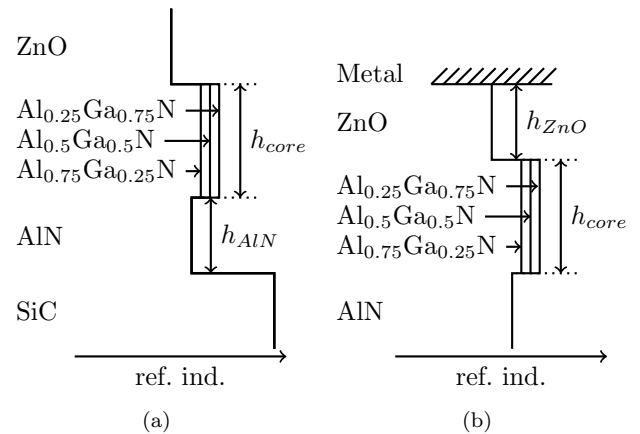 ZnO
Al0.25Ga0.75N
Al0.5Ga0.5N
Al0.75Ga0.25N
hcore
AlN
hAlN
SiC
ref. ind.
(a)
Metal
ZnO
hZnO
Al0.25Ga0.75N
Al0.5Ga0.5N
Al0.75Ga0.25N
hcore
AlN
ref. ind.
(b)